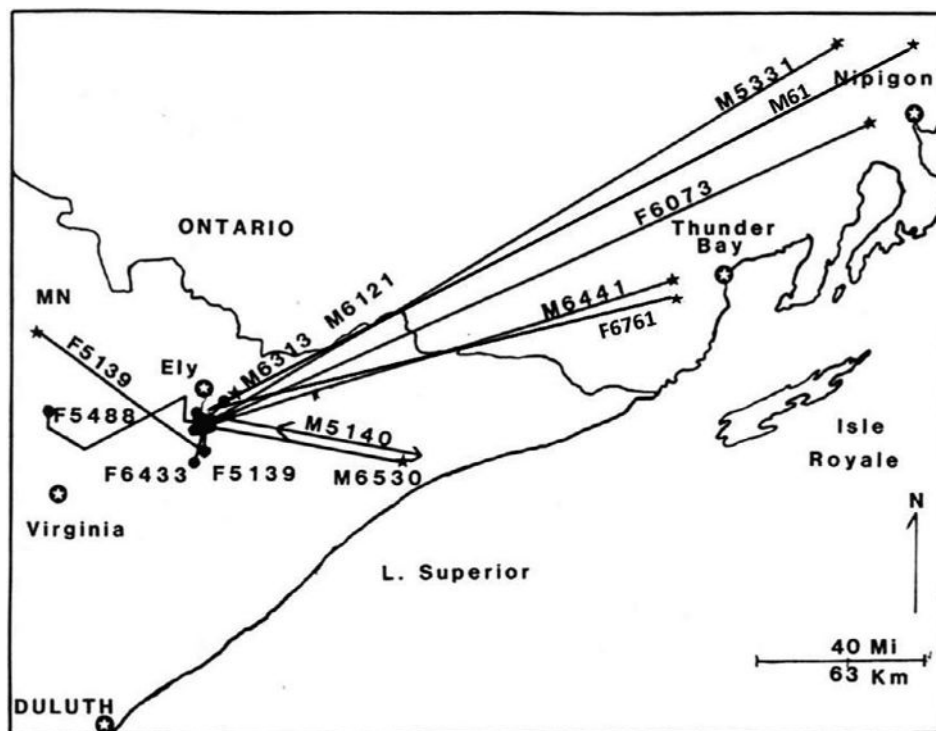 M5331
M61
Nipigon
F6073
ONTARIO
Thunder
Bay
M6121
M6441
MN
F6761
F5139
Ely
M6313
F5488
M5140
Isle
Royale
F6433
F5139
M6530
N
Virginia
L. Superior
40 Mi
63 Km
DULUTH